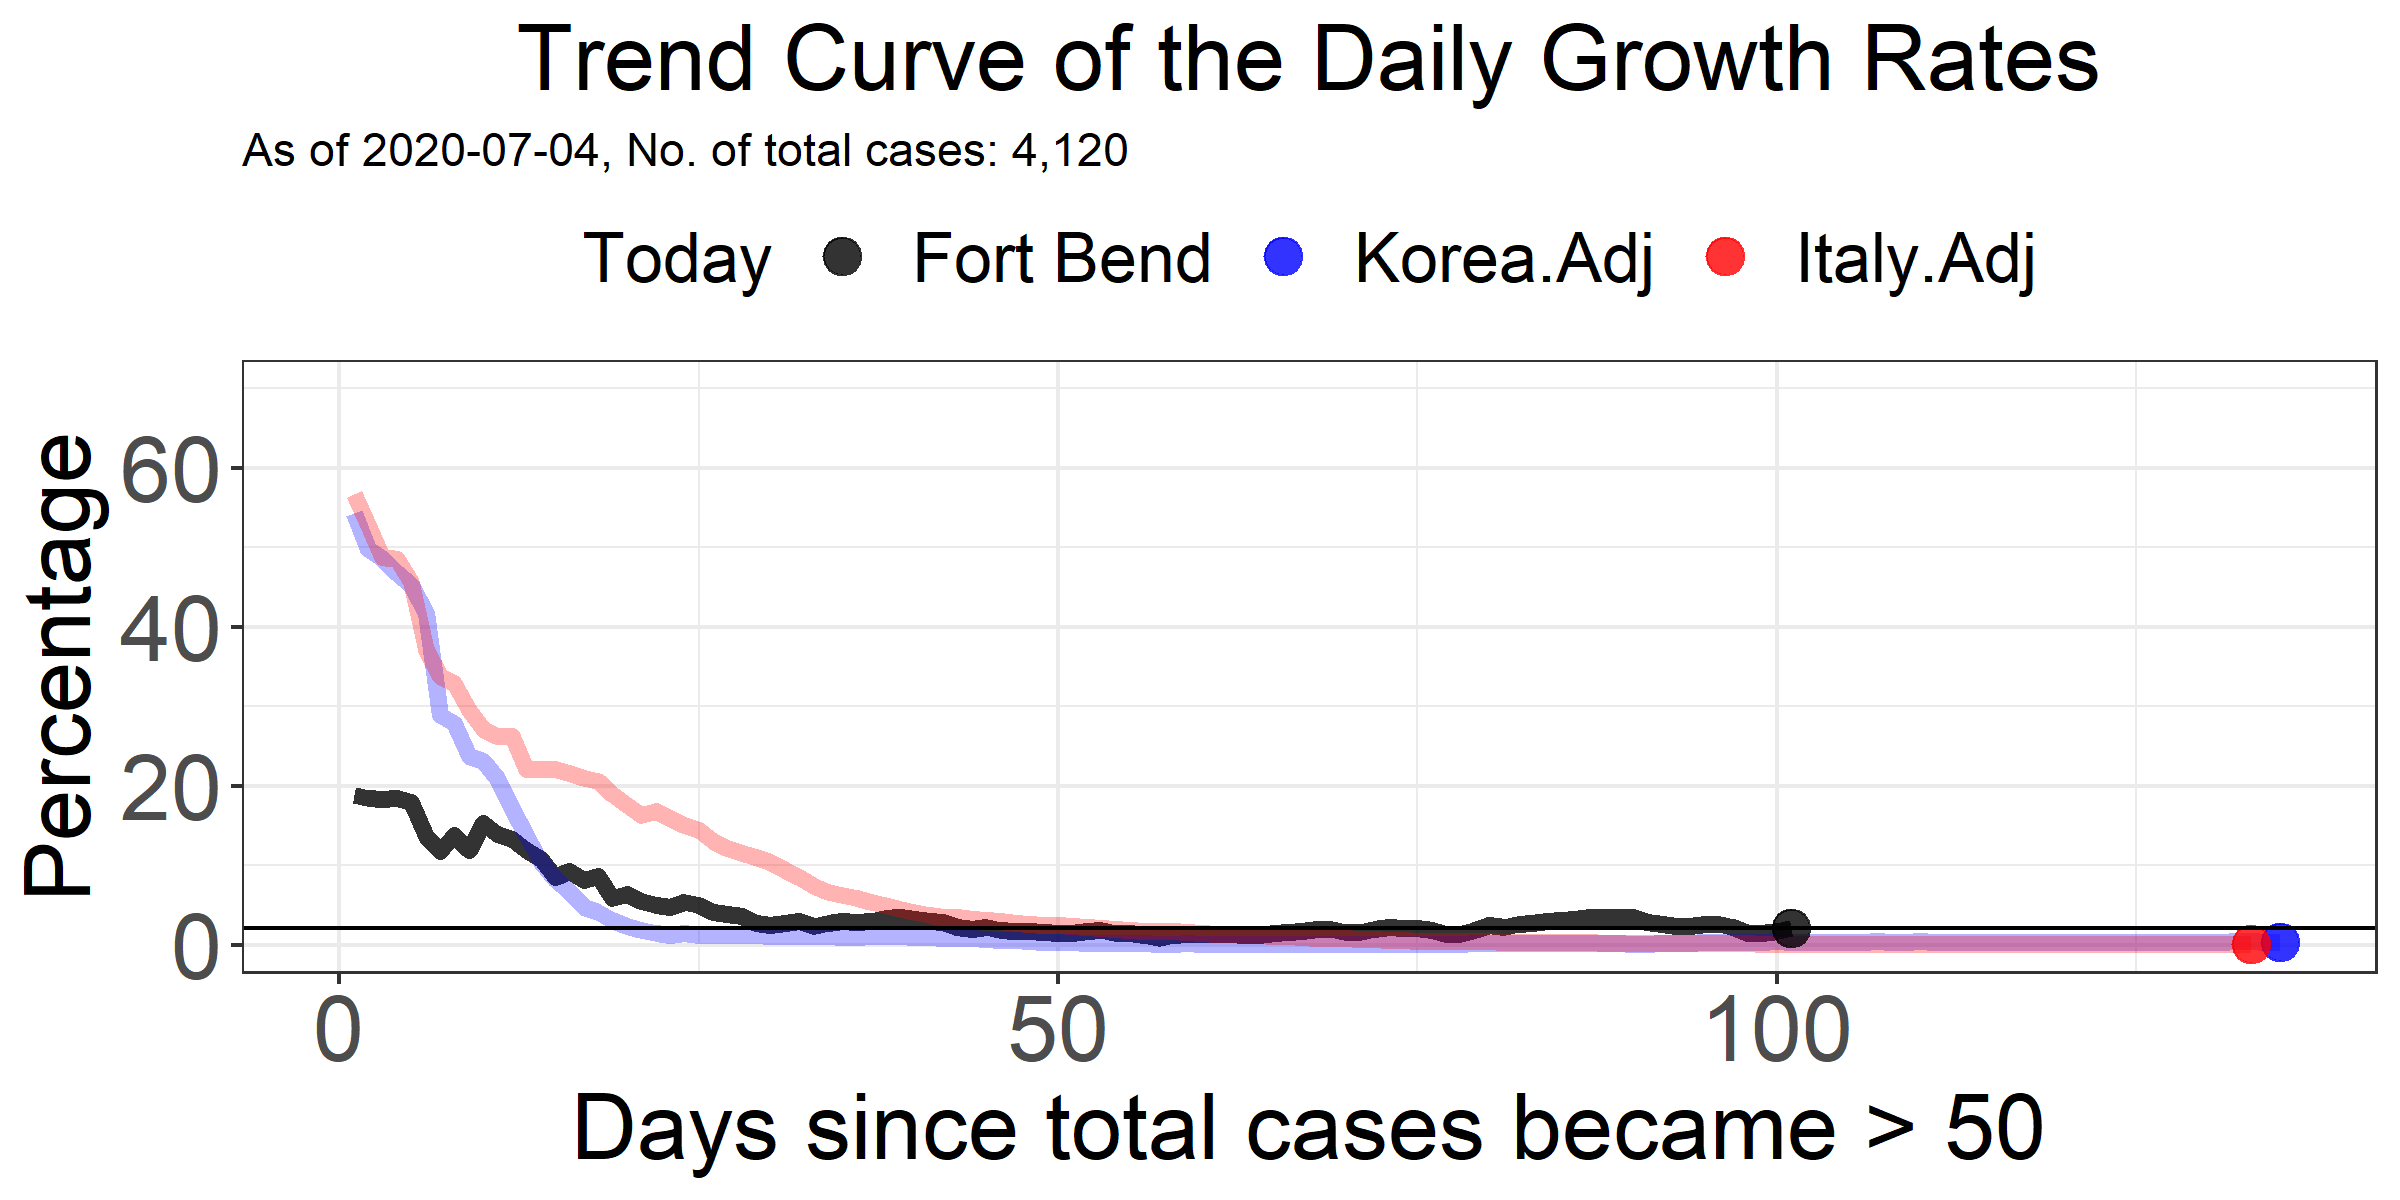 Trend Curve of the Daily Growth Rates
As of 2020-07-04, No. of total cases: 4,120
Today Fort Bend Korea.Adj Italy.Adj
Percentage
60
40
20
0
0 50 100
Days since total cases became > 50